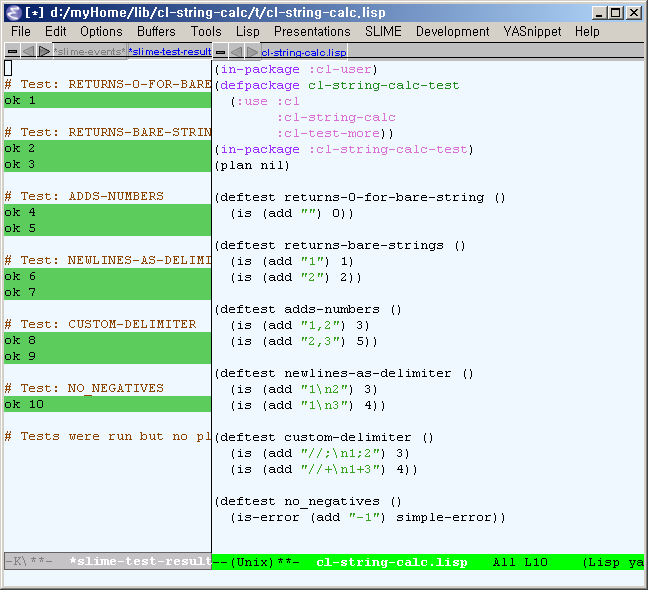 [*] d:/myHome/lib/cl-string-calc/t/cl-string-calc.lisp
File Edit Options Buffers Tools Lisp Presentations SLIME Development YASnippet Help
*slime-events* *slime-test-result
cl-string-calc.lisp
# Test: RETURNS-0-FOR-BARE
ok 1
# Test: RETURNS-BARE-STRIN
ok 2
ok 3
# Test: ADDS-NUMBERS
ok 4
ok 5
# Test: NEWLINES-AS-DELIMI
ok 6
ok 7
# Test: CUSTOM-DELIMITER
ok 8
ok 9
# Test: NO_NEGATIVES
ok 10
# Tests were run but no pl
-K\**-  *slime-test-result
(in-package :cl-user)
(defpackage cl-string-calc-test
  (:use :cl
        :cl-string-calc
        :cl-test-more))
(in-package :cl-string-calc-test)
(plan nil)
(deftest returns-0-for-bare-string ()
  (is (add "") 0))
(deftest returns-bare-strings ()
  (is (add "1") 1)
  (is (add "2") 2))
(deftest adds-numbers ()
  (is (add "1,2") 3)
  (is (add "2,3") 5))
(deftest newlines-as-delimiter ()
  (is (add "1\n2") 3)
  (is (add "1\n3") 4))
(deftest custom-delimiter ()
  (is (add "//;\n1;2") 3)
  (is (add "//+\n1+3") 4))
(deftest no_negatives ()
  (is-error (add "-1") simple-error))
--(Unix)**-  cl-string-calc.lisp   All L10    (Lisp ya